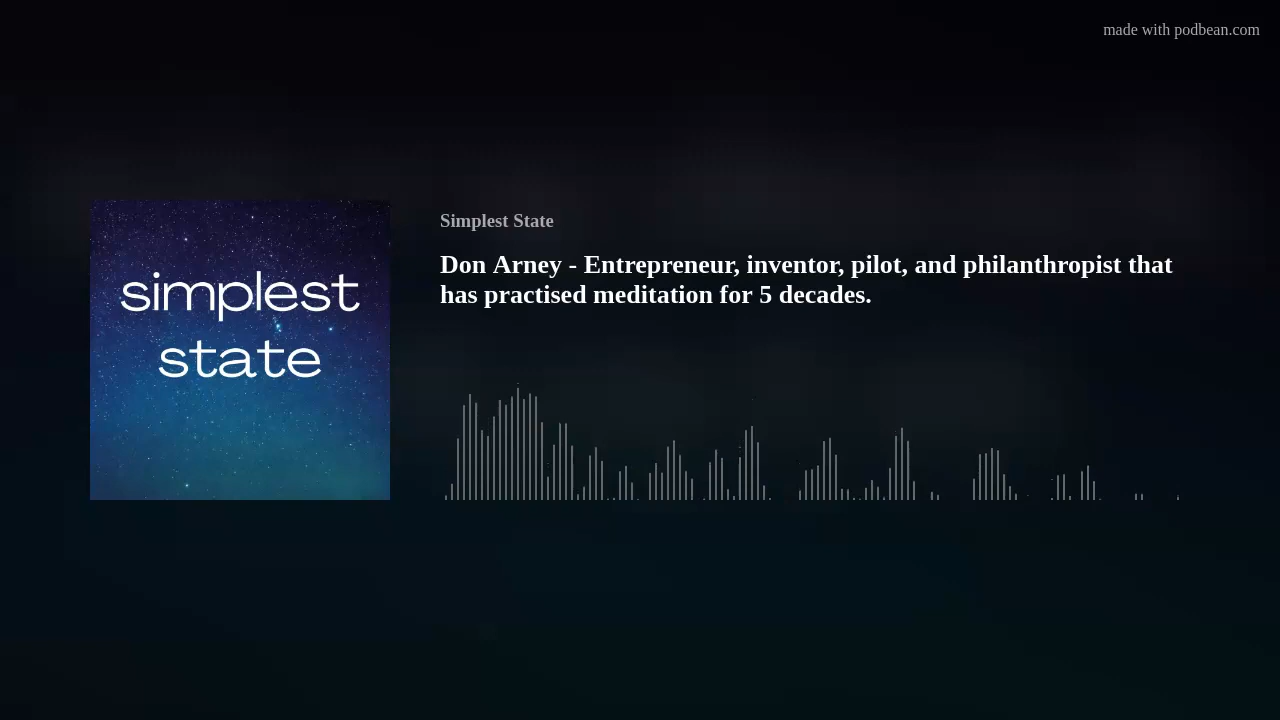 made with podbean.com
simplest
state
Simplest State
Don Arney - Entrepreneur, inventor, pilot, and philanthropist that
has practised meditation for 5 decades.